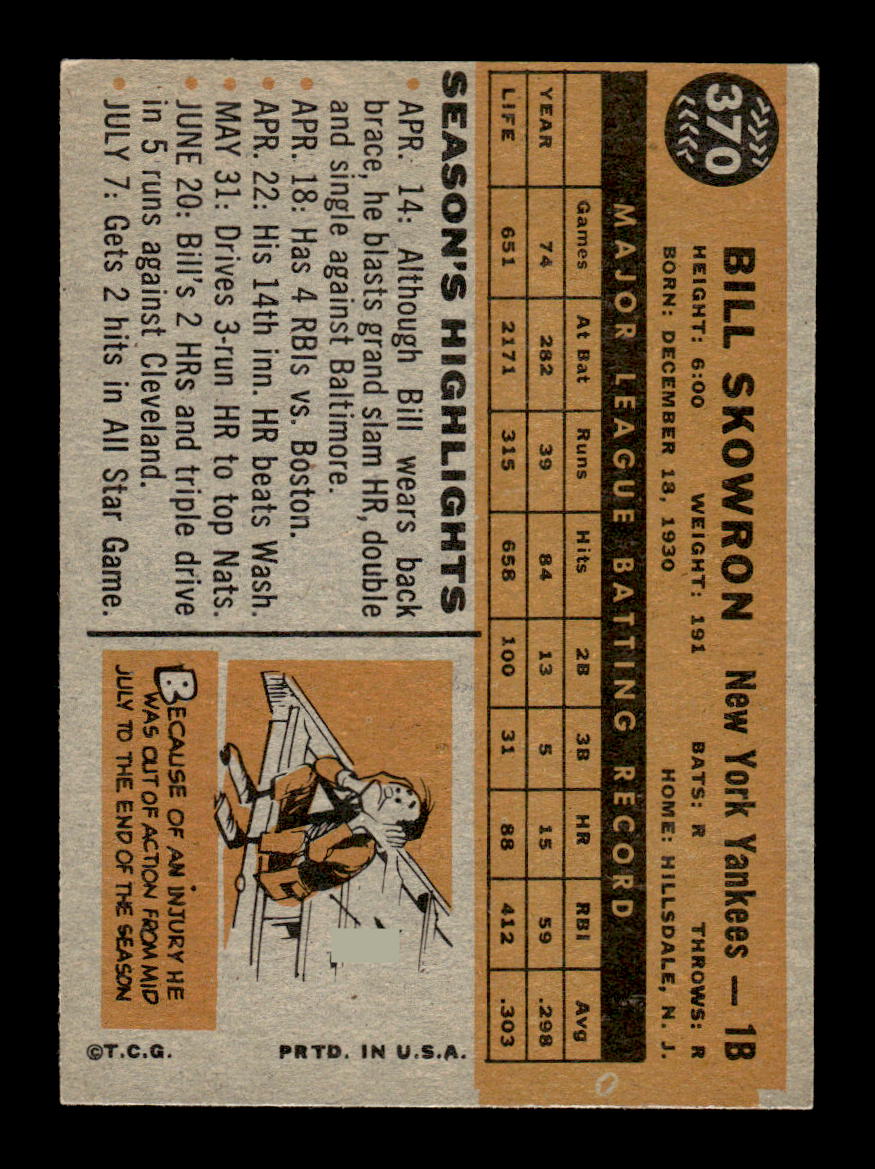 370
BILL SKOWRON New York Yankees — 1B
HEIGHT: 6:00 WEIGHT: 191 BATS: R THROWS: R
BORN: DECEMBER 18, 1930 HOME: HILLSDALE, N. J.
MAJOR LEAGUE BATTING RECORD
Games At Bat Runs Hits 2B 3B HR RBI Avg
YEAR 74 282 39 84 13 5 15 59 .298
LIFE 651 2171 315 658 100 31 88 412 .303
SEASON'S HIGHLIGHTS
• APR. 14: Although Bill wears back
brace, he blasts grand slam HR, double
and single against Baltimore.
• APR. 18: Has 4 RBIs vs. Boston.
• APR. 22: His 14th inn. HR beats Wash.
• MAY 31: Drives 3-run HR to top Nats.
• JUNE 20: Bill's 2 HRs and triple drive
in 5 runs against Cleveland.
• JULY 7: Gets 2 hits in All Star Game.
BECAUSE OF AN INJURY HE
WAS OUT OF ACTION FROM MID
JULY TO THE END OF THE SEASON
PRTD. IN U.S.A.
©T.C.G.